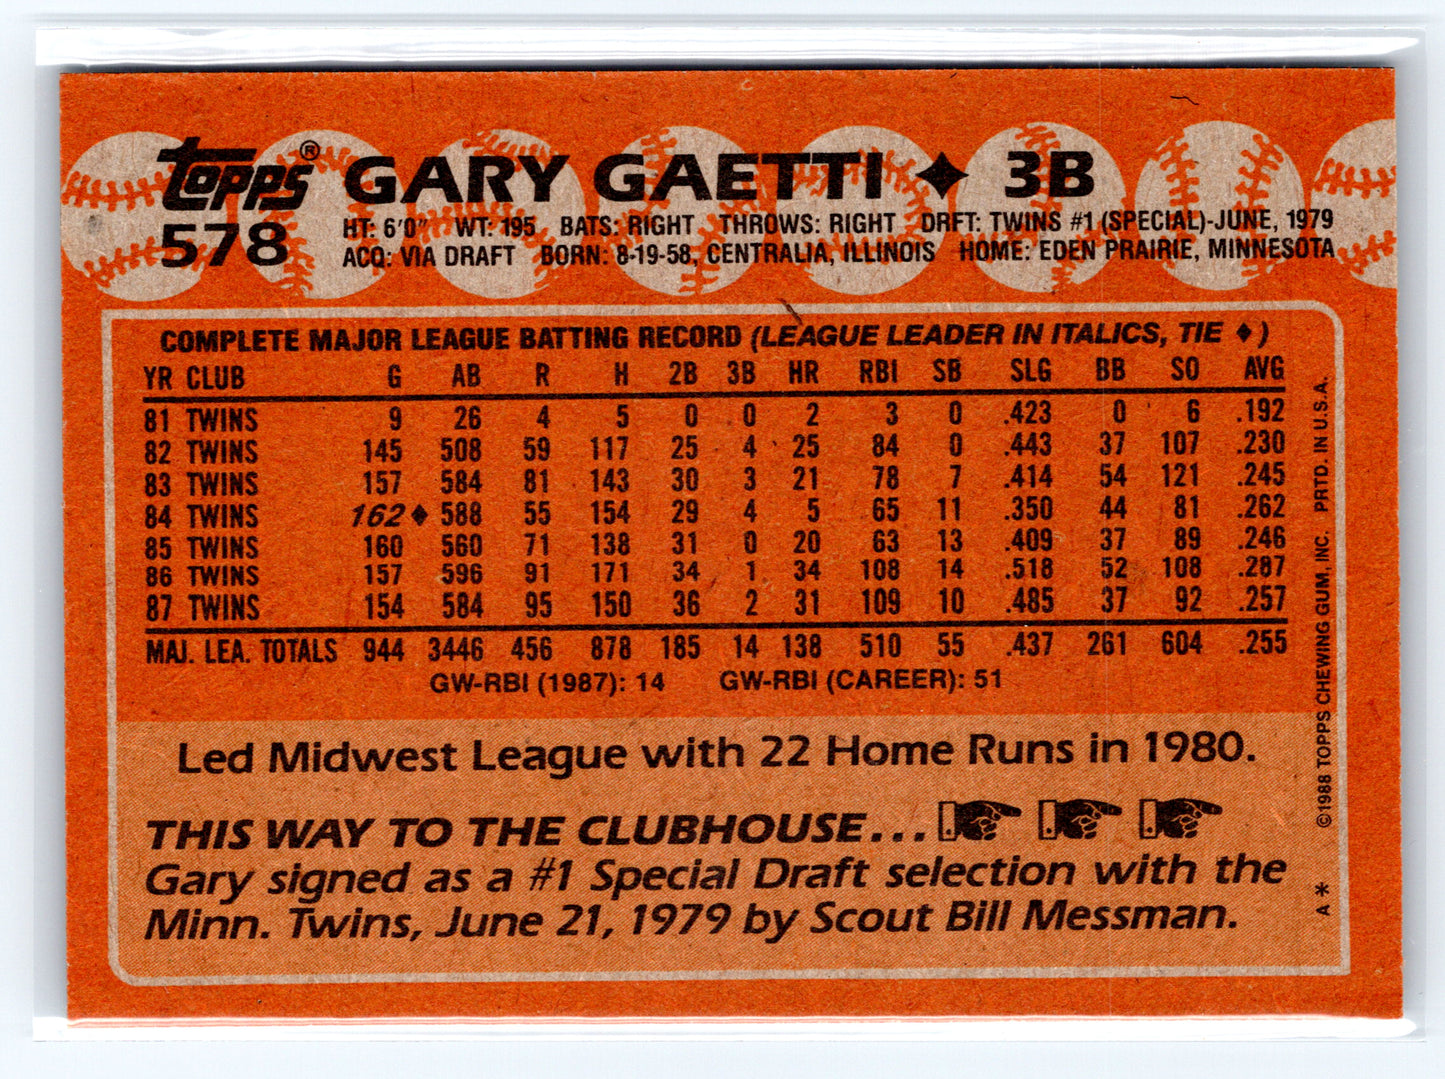 topps® GARY GAETTI ♦ 3B
578 HT: 6'0" WT: 195 BATS: RIGHT THROWS: RIGHT DRFT: TWINS #1 (SPECIAL)-JUNE, 1979
ACQ: VIA DRAFT BORN: 8-19-58, CENTRALIA, ILLINOIS HOME: EDEN PRAIRIE, MINNESOTA
COMPLETE MAJOR LEAGUE BATTING RECORD (LEAGUE LEADER IN ITALICS, TIE ♦)
YR CLUB G AB R H 2B 3B HR RBI SB SLG BB SO AVG
81 TWINS 9 26 4 5 0 0 2 3 0 .423 0 6 .192
82 TWINS 145 508 59 117 25 4 25 84 0 .443 37 107 .230
83 TWINS 157 584 81 143 30 3 21 78 7 .414 54 121 .245
84 TWINS 162♦ 588 55 154 29 4 5 65 11 .350 44 81 .262
85 TWINS 160 560 71 138 31 0 20 63 13 .409 37 89 .246
86 TWINS 157 596 91 171 34 1 34 108 14 .518 52 108 .287
87 TWINS 154 584 95 150 36 2 31 109 10 .485 37 92 .257
MAJ. LEA. TOTALS 944 3446 456 878 185 14 138 510 55 .437 261 604 .255
GW-RBI (1987): 14 GW-RBI (CAREER): 51
Led Midwest League with 22 Home Runs in 1980.
THIS WAY TO THE CLUBHOUSE...
Gary signed as a #1 Special Draft selection with the
Minn. Twins, June 21, 1979 by Scout Bill Messman.
A* ©1988 TOPPS CHEWING GUM, INC. PRTD. IN U.S.A.